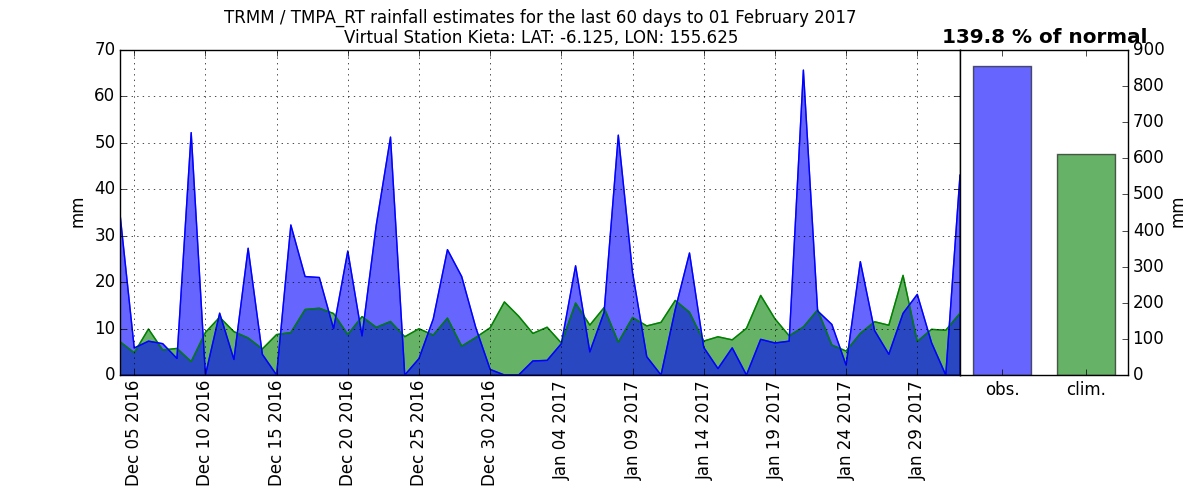 TRMM / TMPA_RT rainfall estimates for the last 60 days to 01 February 2017
Virtual Station Kieta: LAT: -6.125, LON: 155.625
139.8 % of normal
mm
70
60
50
40
30
20
10
0
Dec 05 2016
Dec 10 2016
Dec 15 2016
Dec 20 2016
Dec 25 2016
Dec 30 2016
Jan 04 2017
Jan 09 2017
Jan 14 2017
Jan 19 2017
Jan 24 2017
Jan 29 2017
obs.
clim.
900
800
700
600
500
400
300
200
100
0
mm